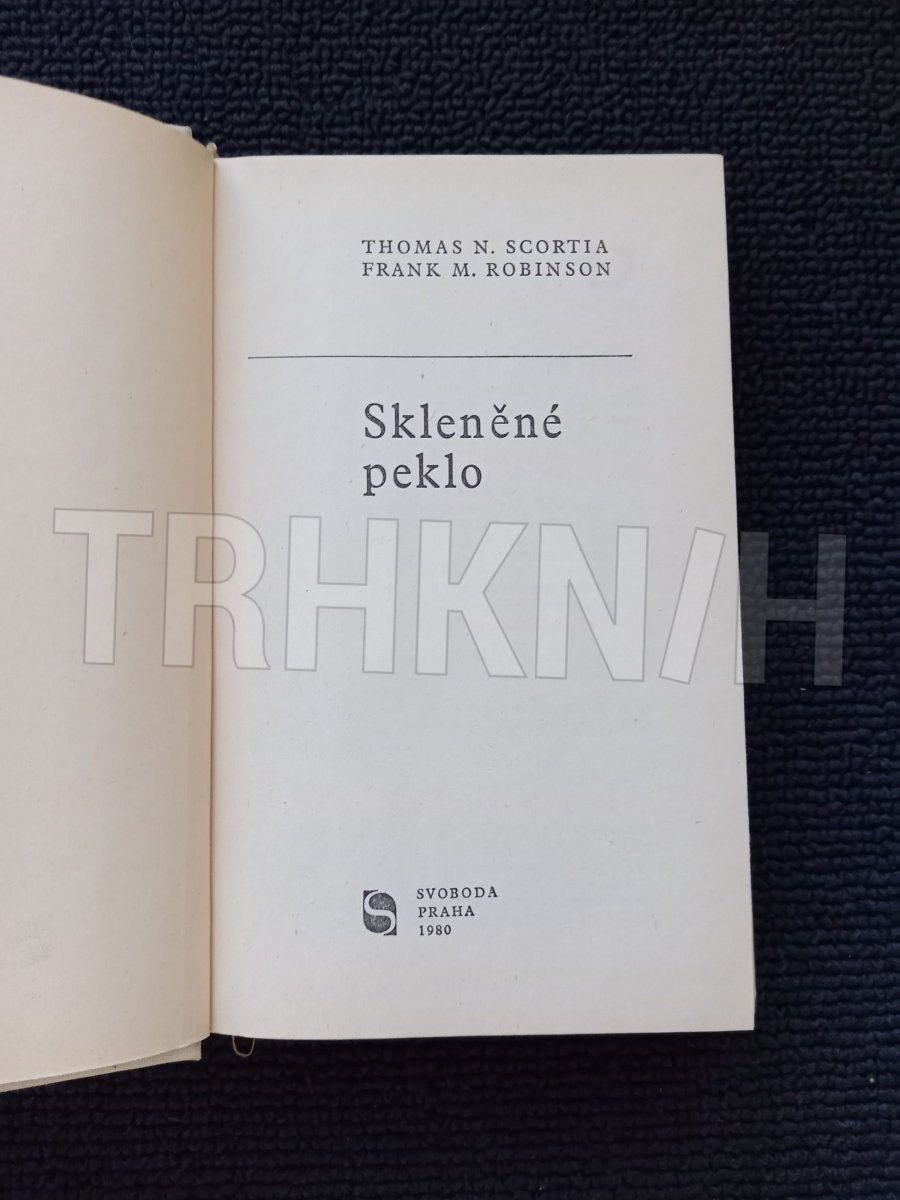 THOMAS N. SCORTIA
FRANK M. ROBINSON
Skleněné
peklo
TRHKNIH
S
SVOBODA
PRAHA
1980